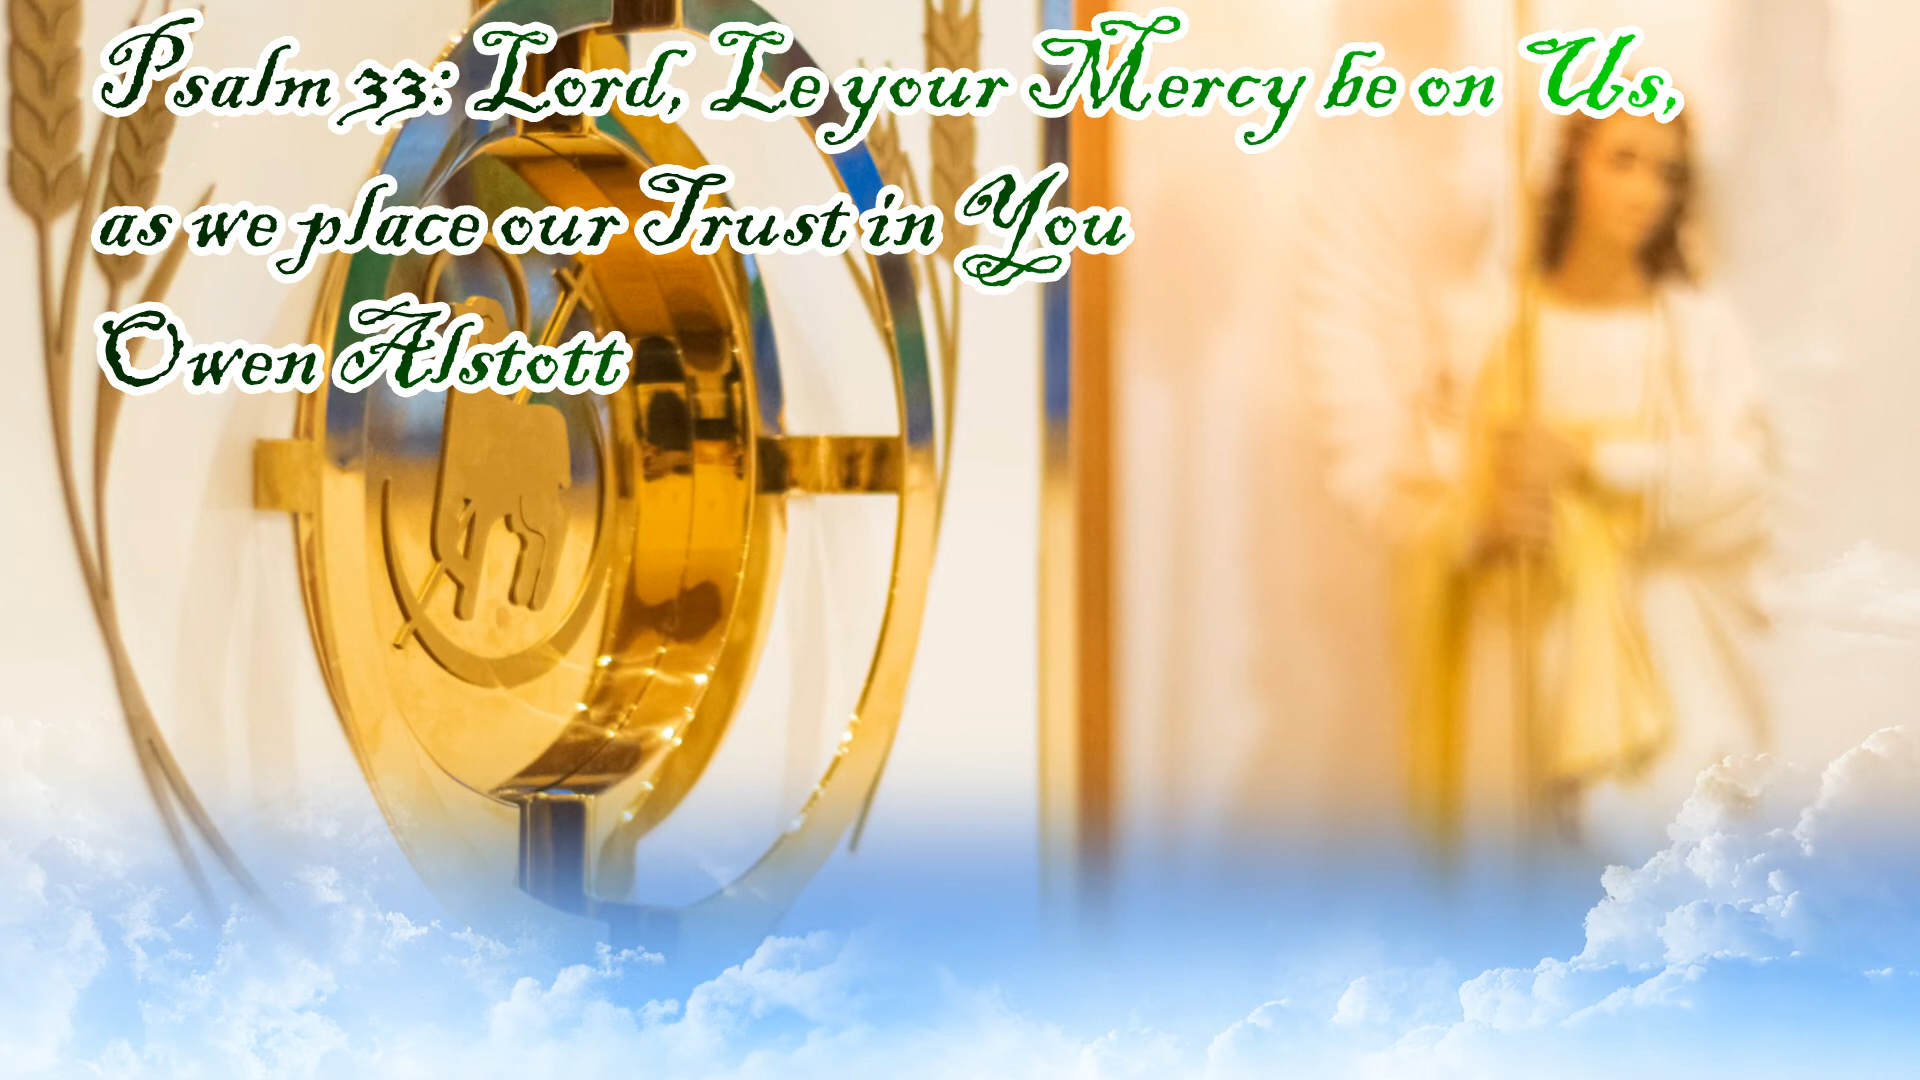 Psalm 33: Lord, Le your Mercy be on Us,
as we place our Trust in You
Owen Alstott